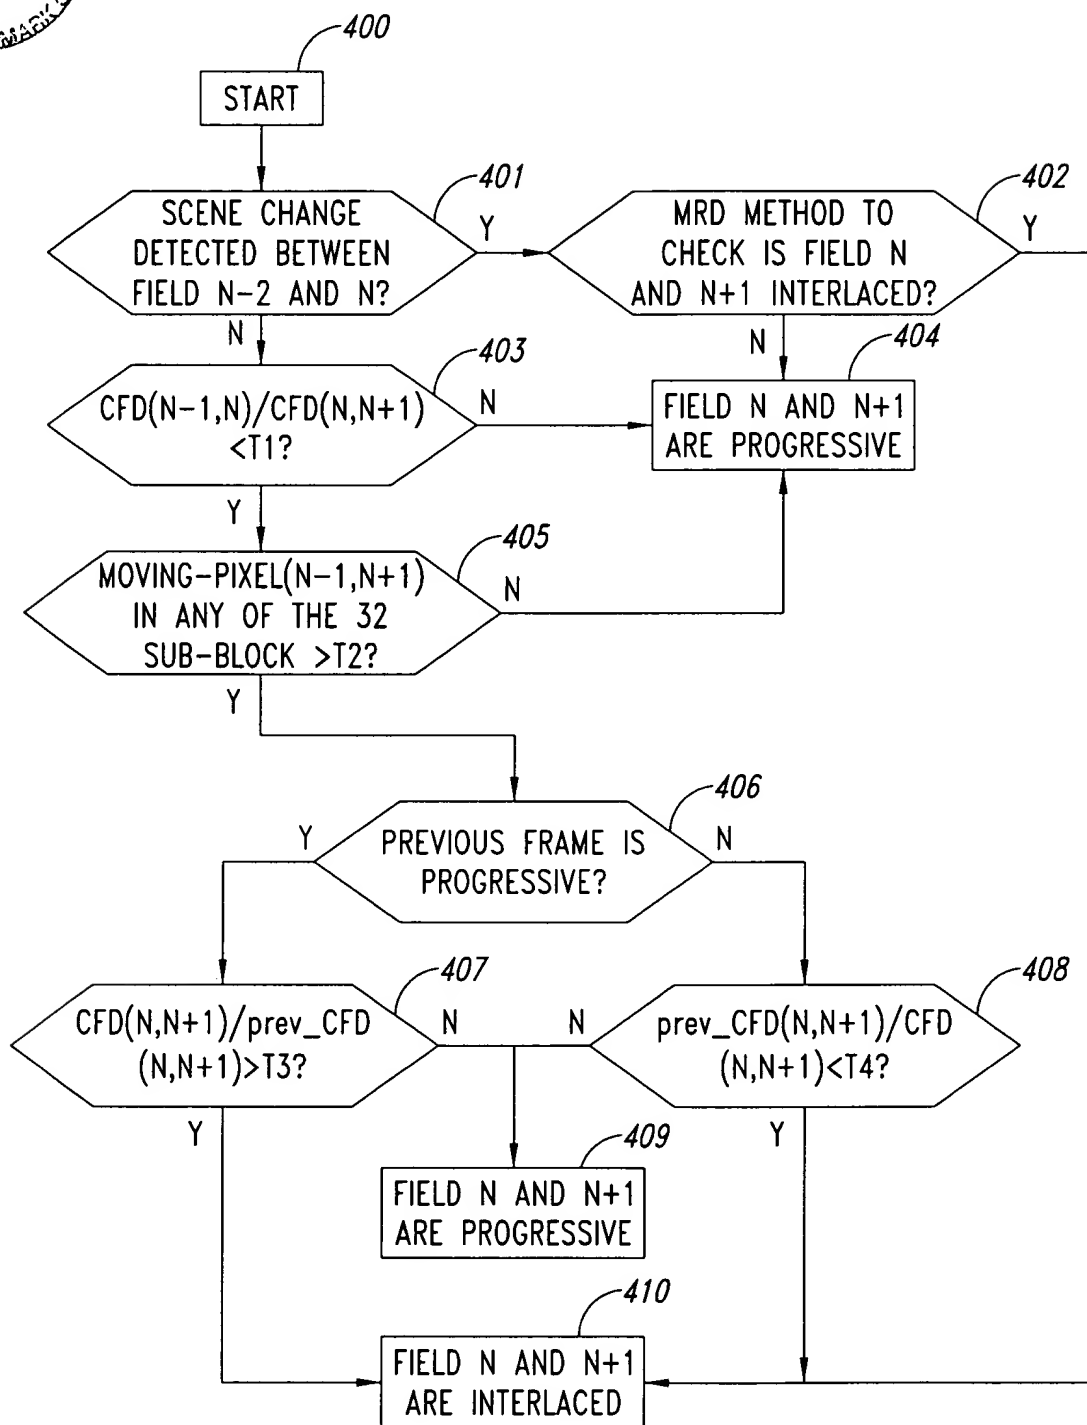 MARK
400
START
401
SCENE CHANGE
DETECTED BETWEEN
FIELD N-2 AND N?
Y
402
MRD METHOD TO
CHECK IS FIELD N
AND N+1 INTERLACED?
Y
N
N
403
CFD(N-1,N)/CFD(N,N+1)
<T1?
N
404
FIELD N AND N+1
ARE PROGRESSIVE
Y
405
MOVING-PIXEL(N-1,N+1)
IN ANY OF THE 32
SUB-BLOCK >T2?
N
Y
406
PREVIOUS FRAME IS
PROGRESSIVE?
Y
N
407
CFD(N,N+1)/prev_CFD
(N,N+1)>T3?
N
N
408
prev_CFD(N,N+1)/CFD
(N,N+1)<T4?
Y
Y
409
FIELD N AND N+1
ARE PROGRESSIVE
410
FIELD N AND N+1
ARE INTERLACED